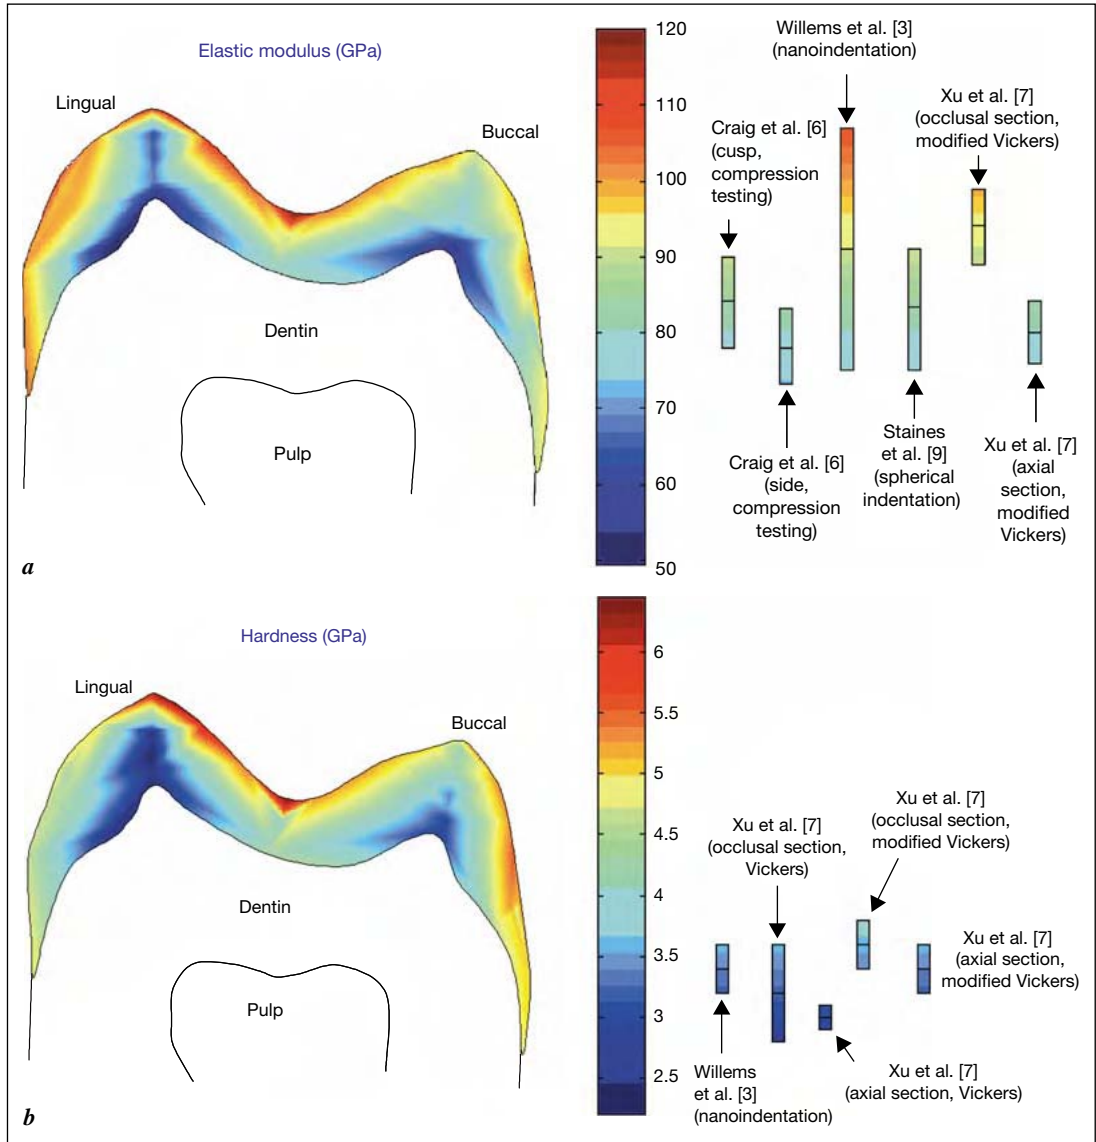 Elastic modulus (GPa)
Lingual
Buccal
Dentin
Pulp
a
120
110
100
90
80
70
60
50
Willems et al. [3]
(nanoindentation)
Craig et al. [6]
(cusp,
compression
testing)
Xu et al. [7]
(occlusal section,
modified Vickers)
Craig et al. [6]
(side,
compression
testing)
Staines
et al. [9]
(spherical
indentation)
Xu et al. [7]
(axial
section,
modified
Vickers)
Hardness (GPa)
Lingual
Buccal
Dentin
Pulp
b
6
5.5
5
4.5
4
3.5
3
2.5
Xu et al. [7]
(occlusal section,
Vickers)
Xu et al. [7]
(occlusal section,
modified Vickers)
Xu et al. [7]
(axial section,
modified Vickers)
Willems
et al. [3]
(nanoindentation)
Xu et al. [7]
(axial section, Vickers)